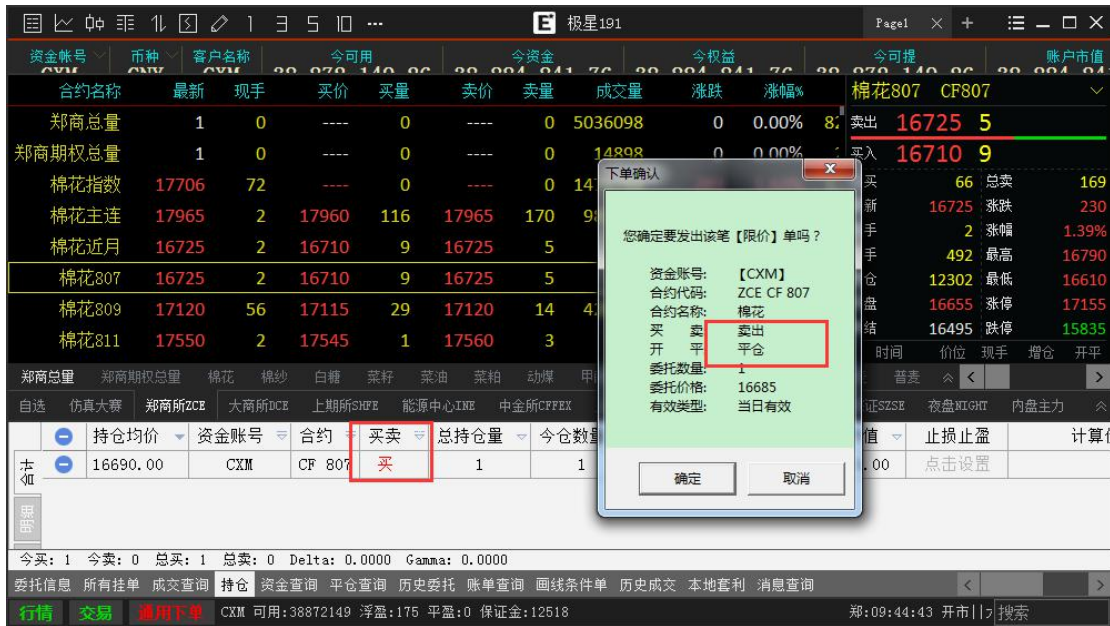 1 3 5 10 ••• E 极星191 Page1
资金帐号 币种 客户名称 今可用 今资金 今权益 今可提 账户市值
合约名称 最新 现手 买价 买量 卖价 卖量 成交量 涨跌 涨幅% 棉花807 CF807
郑商总量 1 0 ---- 0 ---- 0 5036098 0 0.00% 卖出 16725 5
郑商期权总量 1 0 ---- 0 ---- 0 14898 0 0.00% 买入 16710 9
棉花指数 17706 72 ---- 0 ---- 0 买 66 总卖 169
棉花主连 17965 2 17960 116 17965 170 新 16725 涨跌 230
手 2 涨幅 1.39%
棉花近月 16725 2 16710 9 16725 5 手 492 最高 16790
棉花807 16725 2 16710 9 16725 5 仓 12302 最低 16610
棉花809 17120 56 17115 29 17120 14 盘 16655 涨停 17155
棉花811 17550 2 17545 1 17560 3 结 16495 跌停 15835
时间 价位 现手 增仓 开平
郑商总量 郑商期权总量 棉花 棉纱 白糖 菜籽 菜油 菜粕 动煤 普麦
自选 仿真大赛 郑商所ZCE 大商所DCE 上期所SHFE 能源中心INE 中金所CFFEX 证SZSE 夜盘NIGHT 内盘主力
持仓均价 资金账号 合约 买卖 总持仓量 今仓数量 值 止损止盈
16690.00 CXM CF 807 买 1 1 .00 点击设置
今买: 1 今卖: 0 总买: 1 总卖: 0 Delta: 0.0000 Gamma: 0.0000
委托信息 所有挂单 成交查询 持仓 资金查询 平仓查询 历史委托 账单查询 画线条件单 历史成交 本地套利 消息查询
行情 交易 通用下单 CXM 可用:38872149 浮盈:175 平盈:0 保证金:12518 郑:09:44:43 开市 搜索
下单确认
您确定要发出该笔【限价】单吗?
资金账号: 【CXM】
合约代码: ZCE CF 807
合约名称: 棉花
买 卖: 卖出
开 平: 平仓
委托数量: 1
委托价格: 16685
有效类型: 当日有效
确定 取消